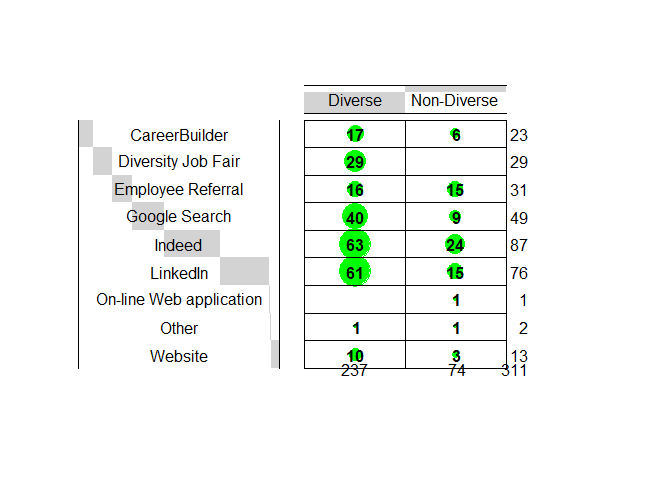 Diverse Non-Diverse
CareerBuilder 17 6 23
Diversity Job Fair 29 29
Employee Referral 16 15 31
Google Search 40 9 49
Indeed 63 24 87
LinkedIn 61 15 76
On-line Web application 1 1
Other 1 1 2
Website 10 3 13
237 74 311